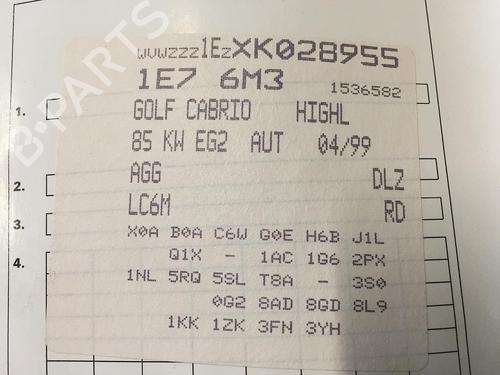 WVWZZZ1EZXK028955
1E7 6M3 1536582
GOLF CABRIO HIGHL
85 KW EG2 AUT 04/99
AGG DLZ
LC6M RD
X0A B0A C6W G0E H6B J1L
Q1X - 1AC 1G6 2PX
1NL 5RQ 5SL T8A - 3S0
0G2 8AD 8GD 8L9
1KK 1ZK 3FN 3YH
1.
2.
3.
4.
B-PARTS